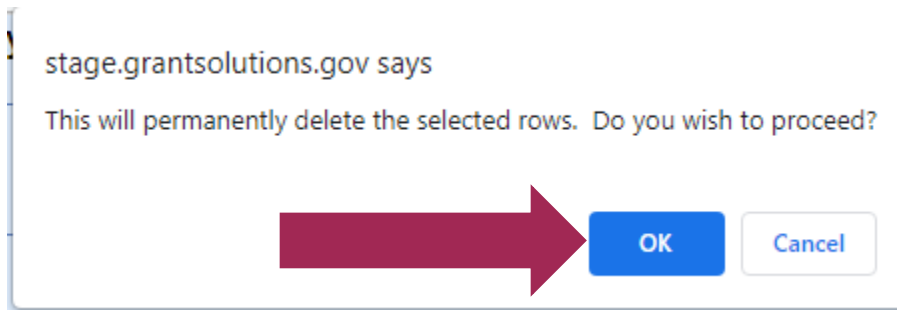 stage.grantsolutions.gov says
This will permanently delete the selected rows.  Do you wish to proceed?
OK
Cancel